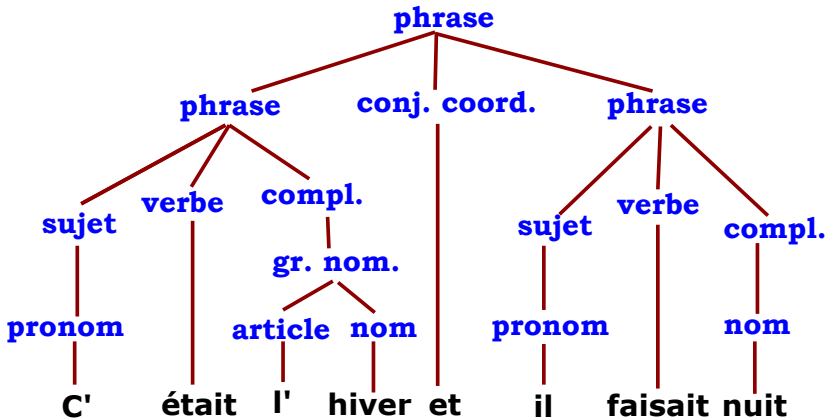 phrase
phrase conj. coord. phrase
sujet verbe compl. sujet verbe compl.
gr. nom.
pronom article nom pronom nom
C' était l' hiver et il faisait nuit